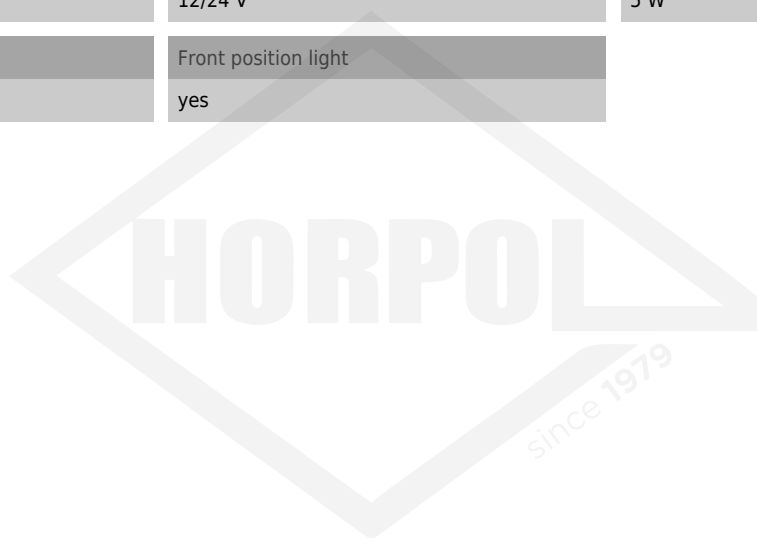 12/24 V
5 W
Front position light
yes
HORPOL
since 1979